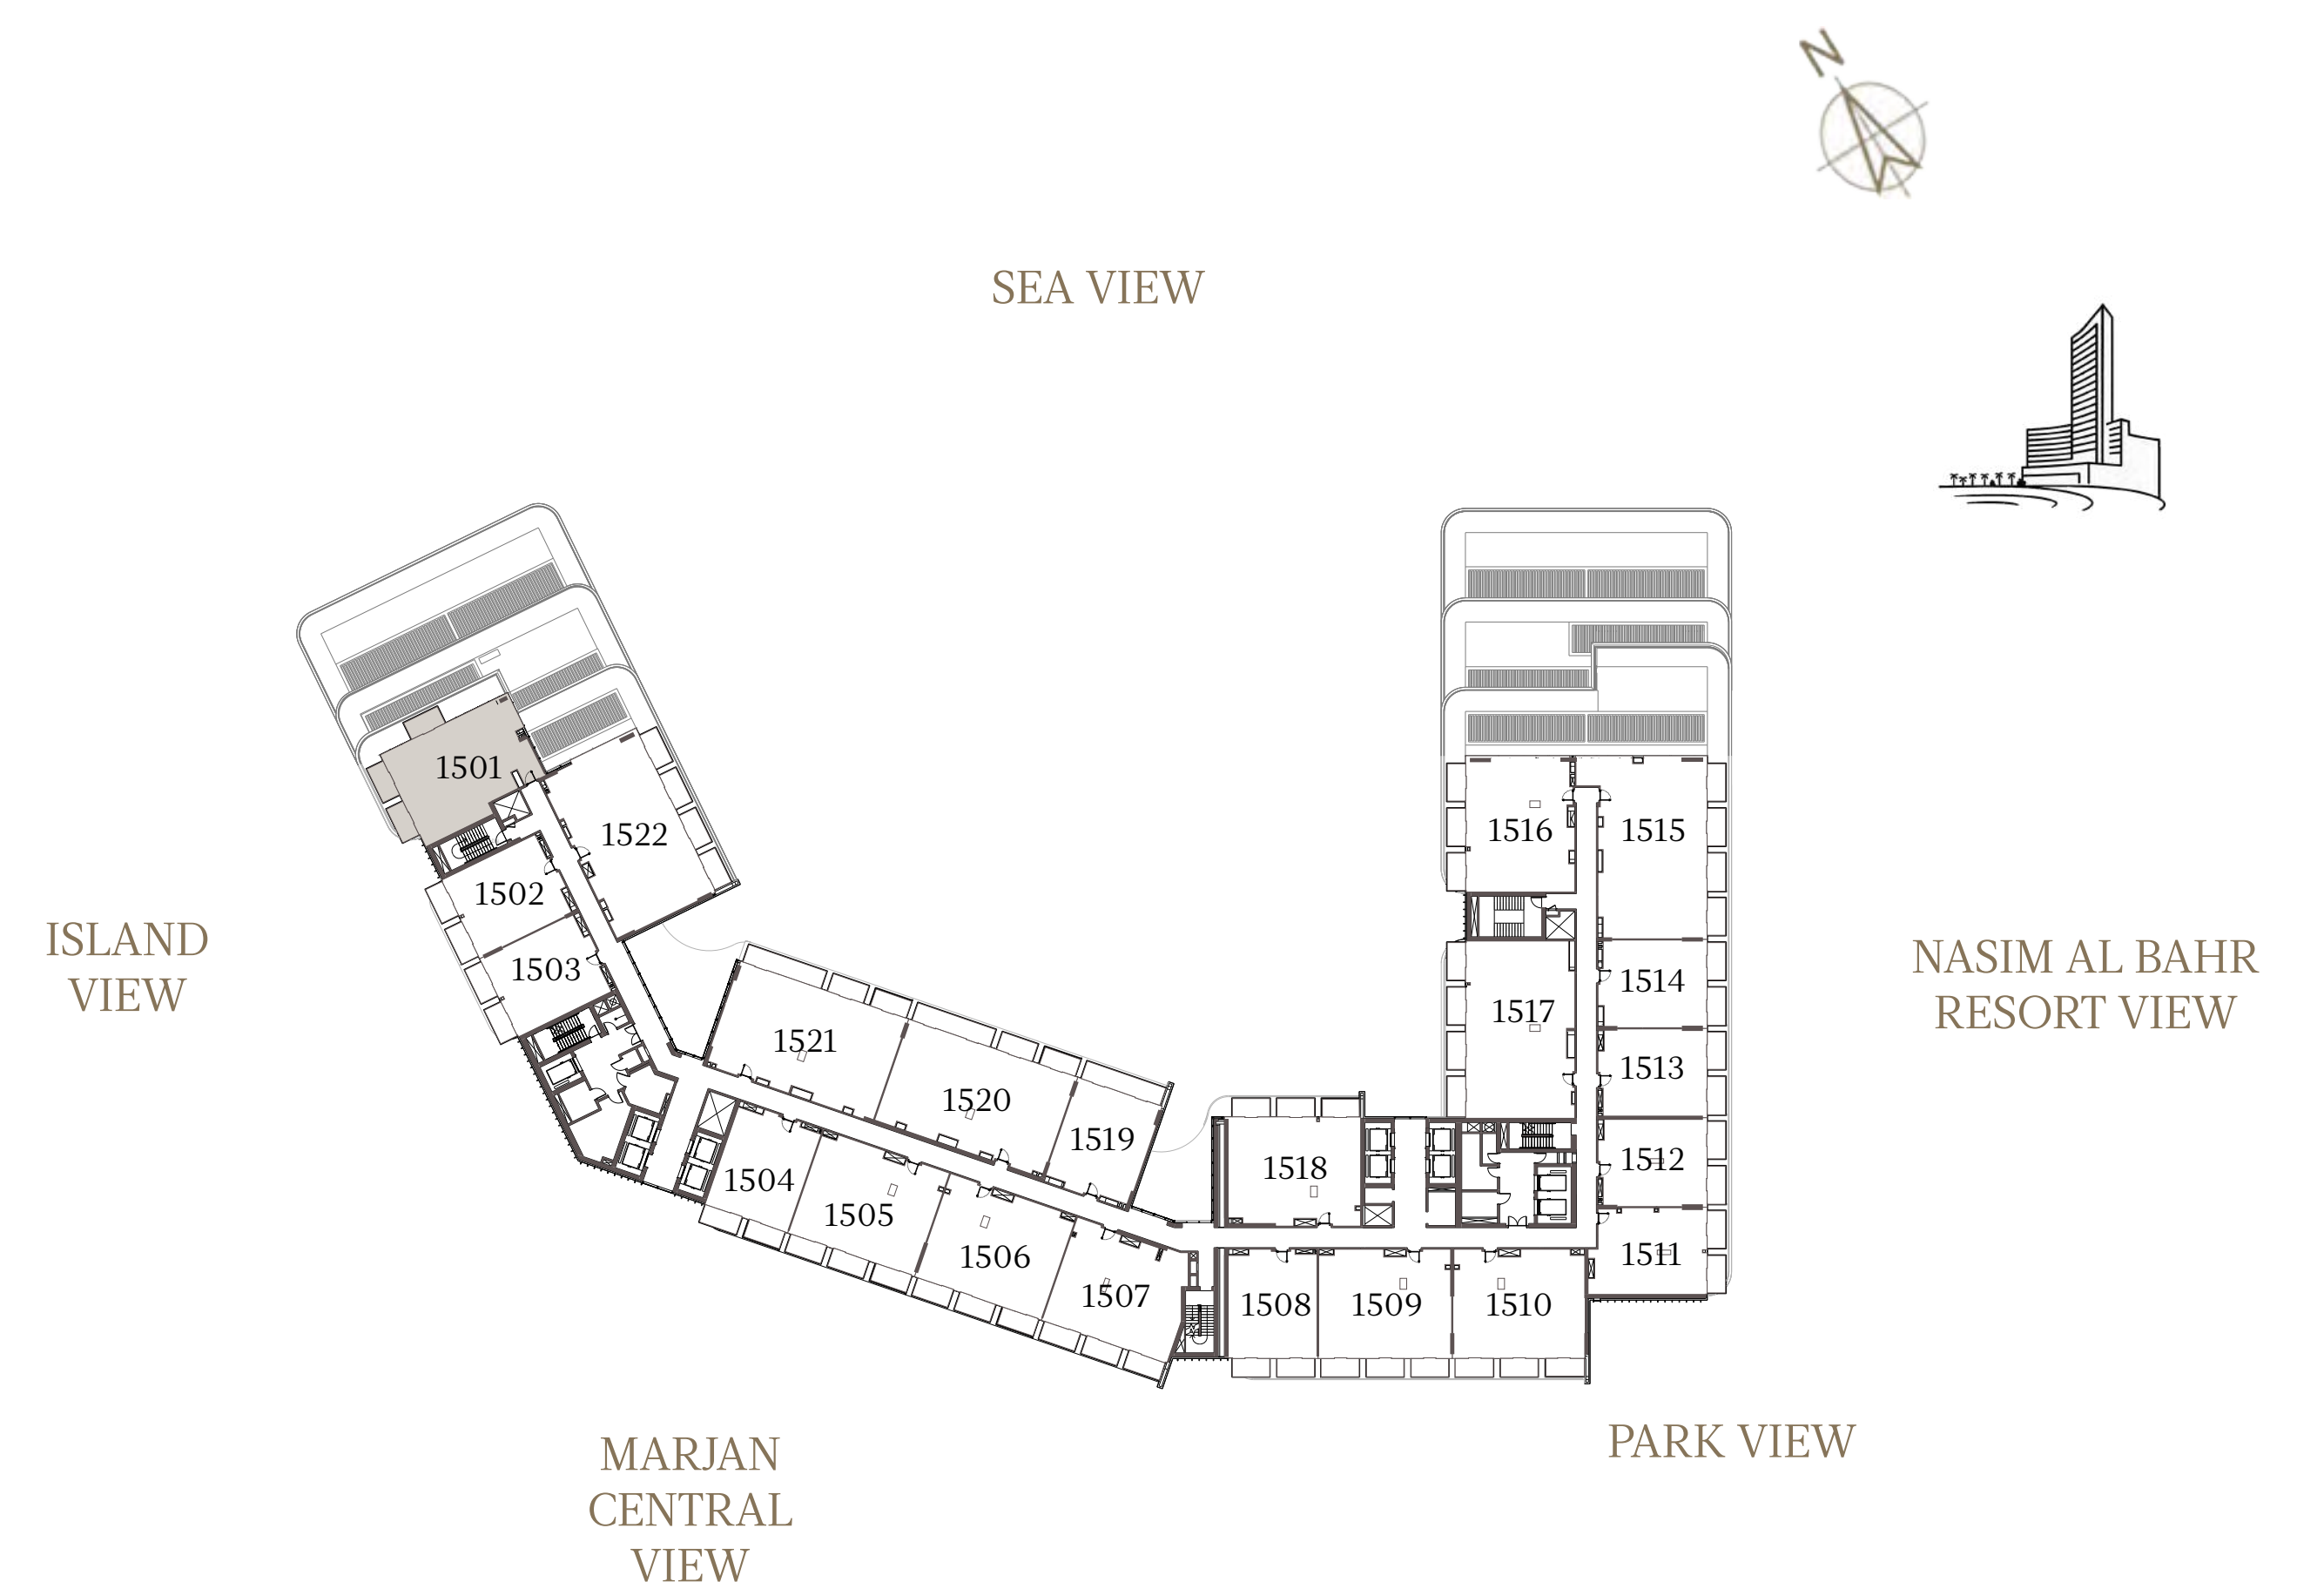 N
SEA VIEW
1501
1522
1516
1515
1502
ISLAND
VIEW
1503
NASIM AL BAHR
RESORT VIEW
1514
1517
1521
1513
1520
1519
1512
1518
1504
1505
1506
1511
1507
1508
1509
1510
MARJAN
CENTRAL
VIEW
PARK VIEW